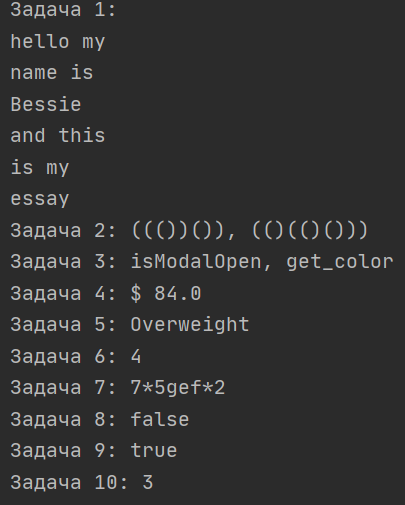 Задача 1:
hello my
name is
Bessie
and this
is my
essay
Задача 2: ((())()), (()(()()))
Задача 3: isModalOpen, get_color
Задача 4: $ 84.0
Задача 5: Overweight
Задача 6: 4
Задача 7: 7*5gef*2
Задача 8: false
Задача 9: true
Задача 10: 3